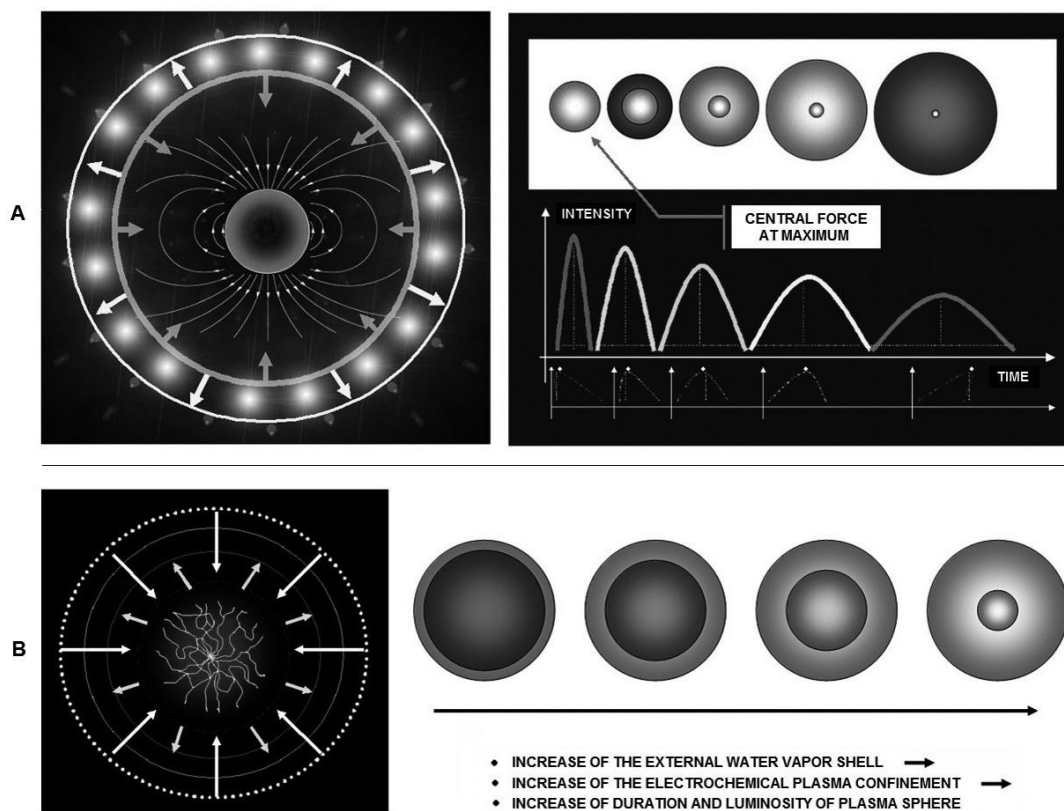 A
INTENSITY
CENTRAL FORCE
AT MAXIMUM
TIME
B
• INCREASE OF THE EXTERNAL WATER VAPOR SHELL
• INCREASE OF THE ELECTROCHEMICAL PLASMA CONFINEMENT
• INCREASE OF DURATION AND LUMINOSITY OF PLASMA SPHERE